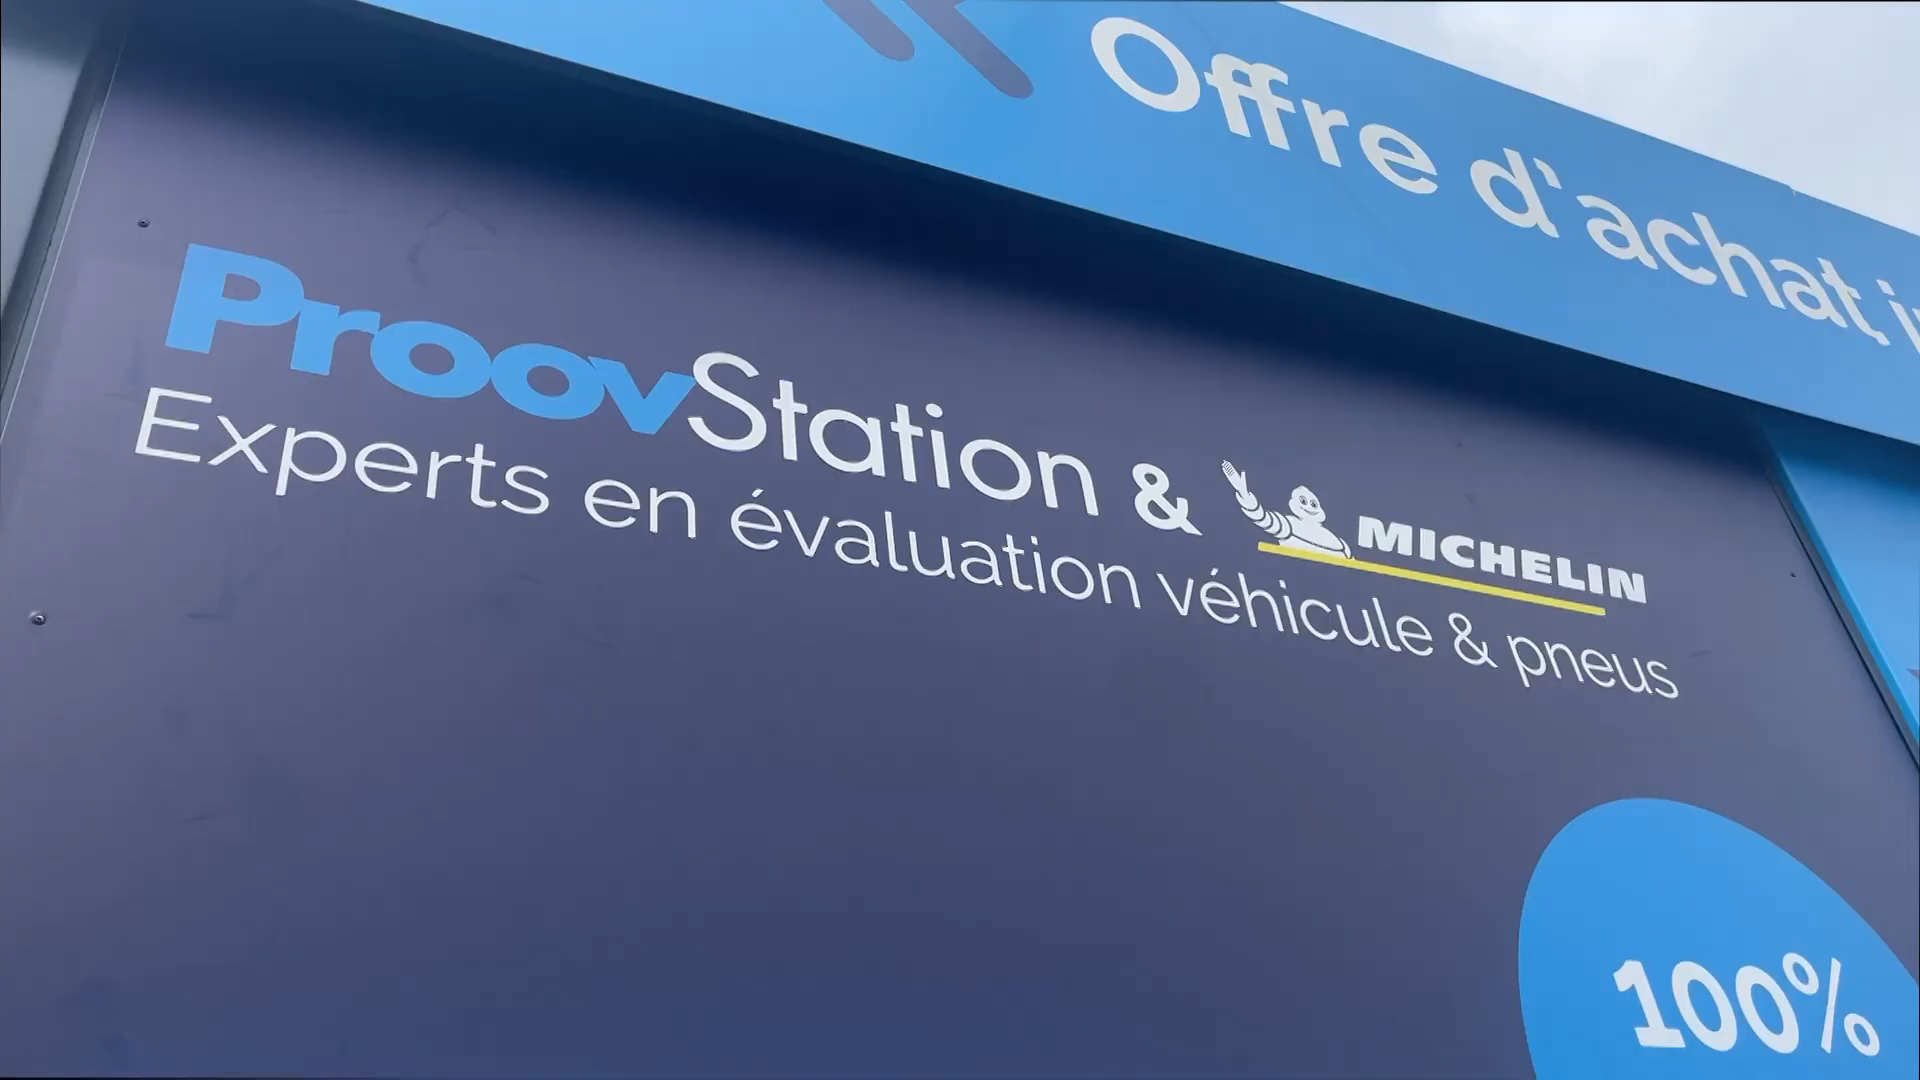 Offre d'achat
ProovStation & MICHELIN
Experts en évaluation véhicule & pneus
100%